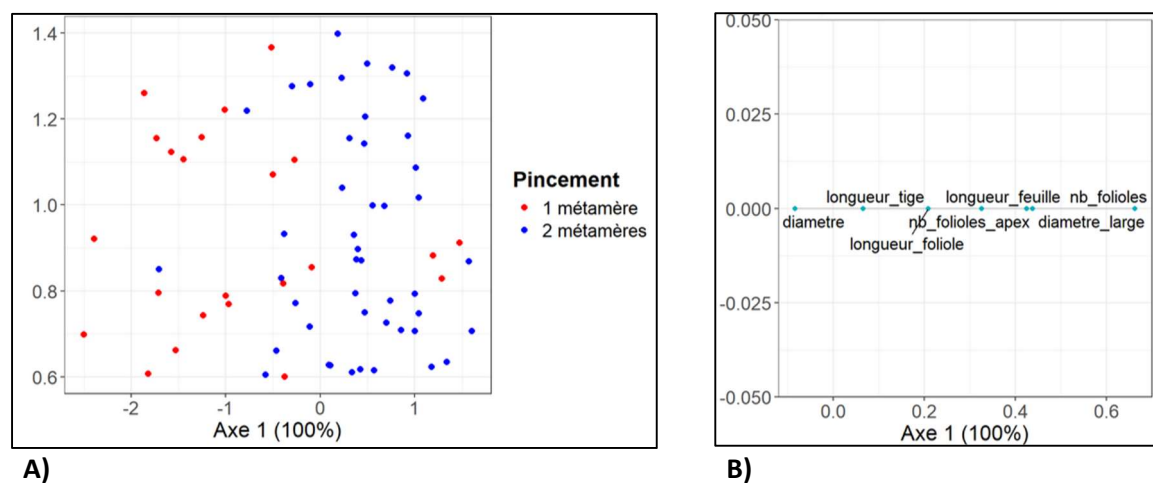 1.4
1.2
1.0
0.8
0.6
-2 -1 0 1
Axe 1 (100%)
Pincement
1 métamère
2 métamères
A)
0.050
0.025
0.000
-0.025
-0.050
longueur_tige longueur_feuille nb_folioles
diametre nb_folioles_apex diametre_large
longueur_foliole
0.0 0.2 0.4 0.6
Axe 1 (100%)
B)